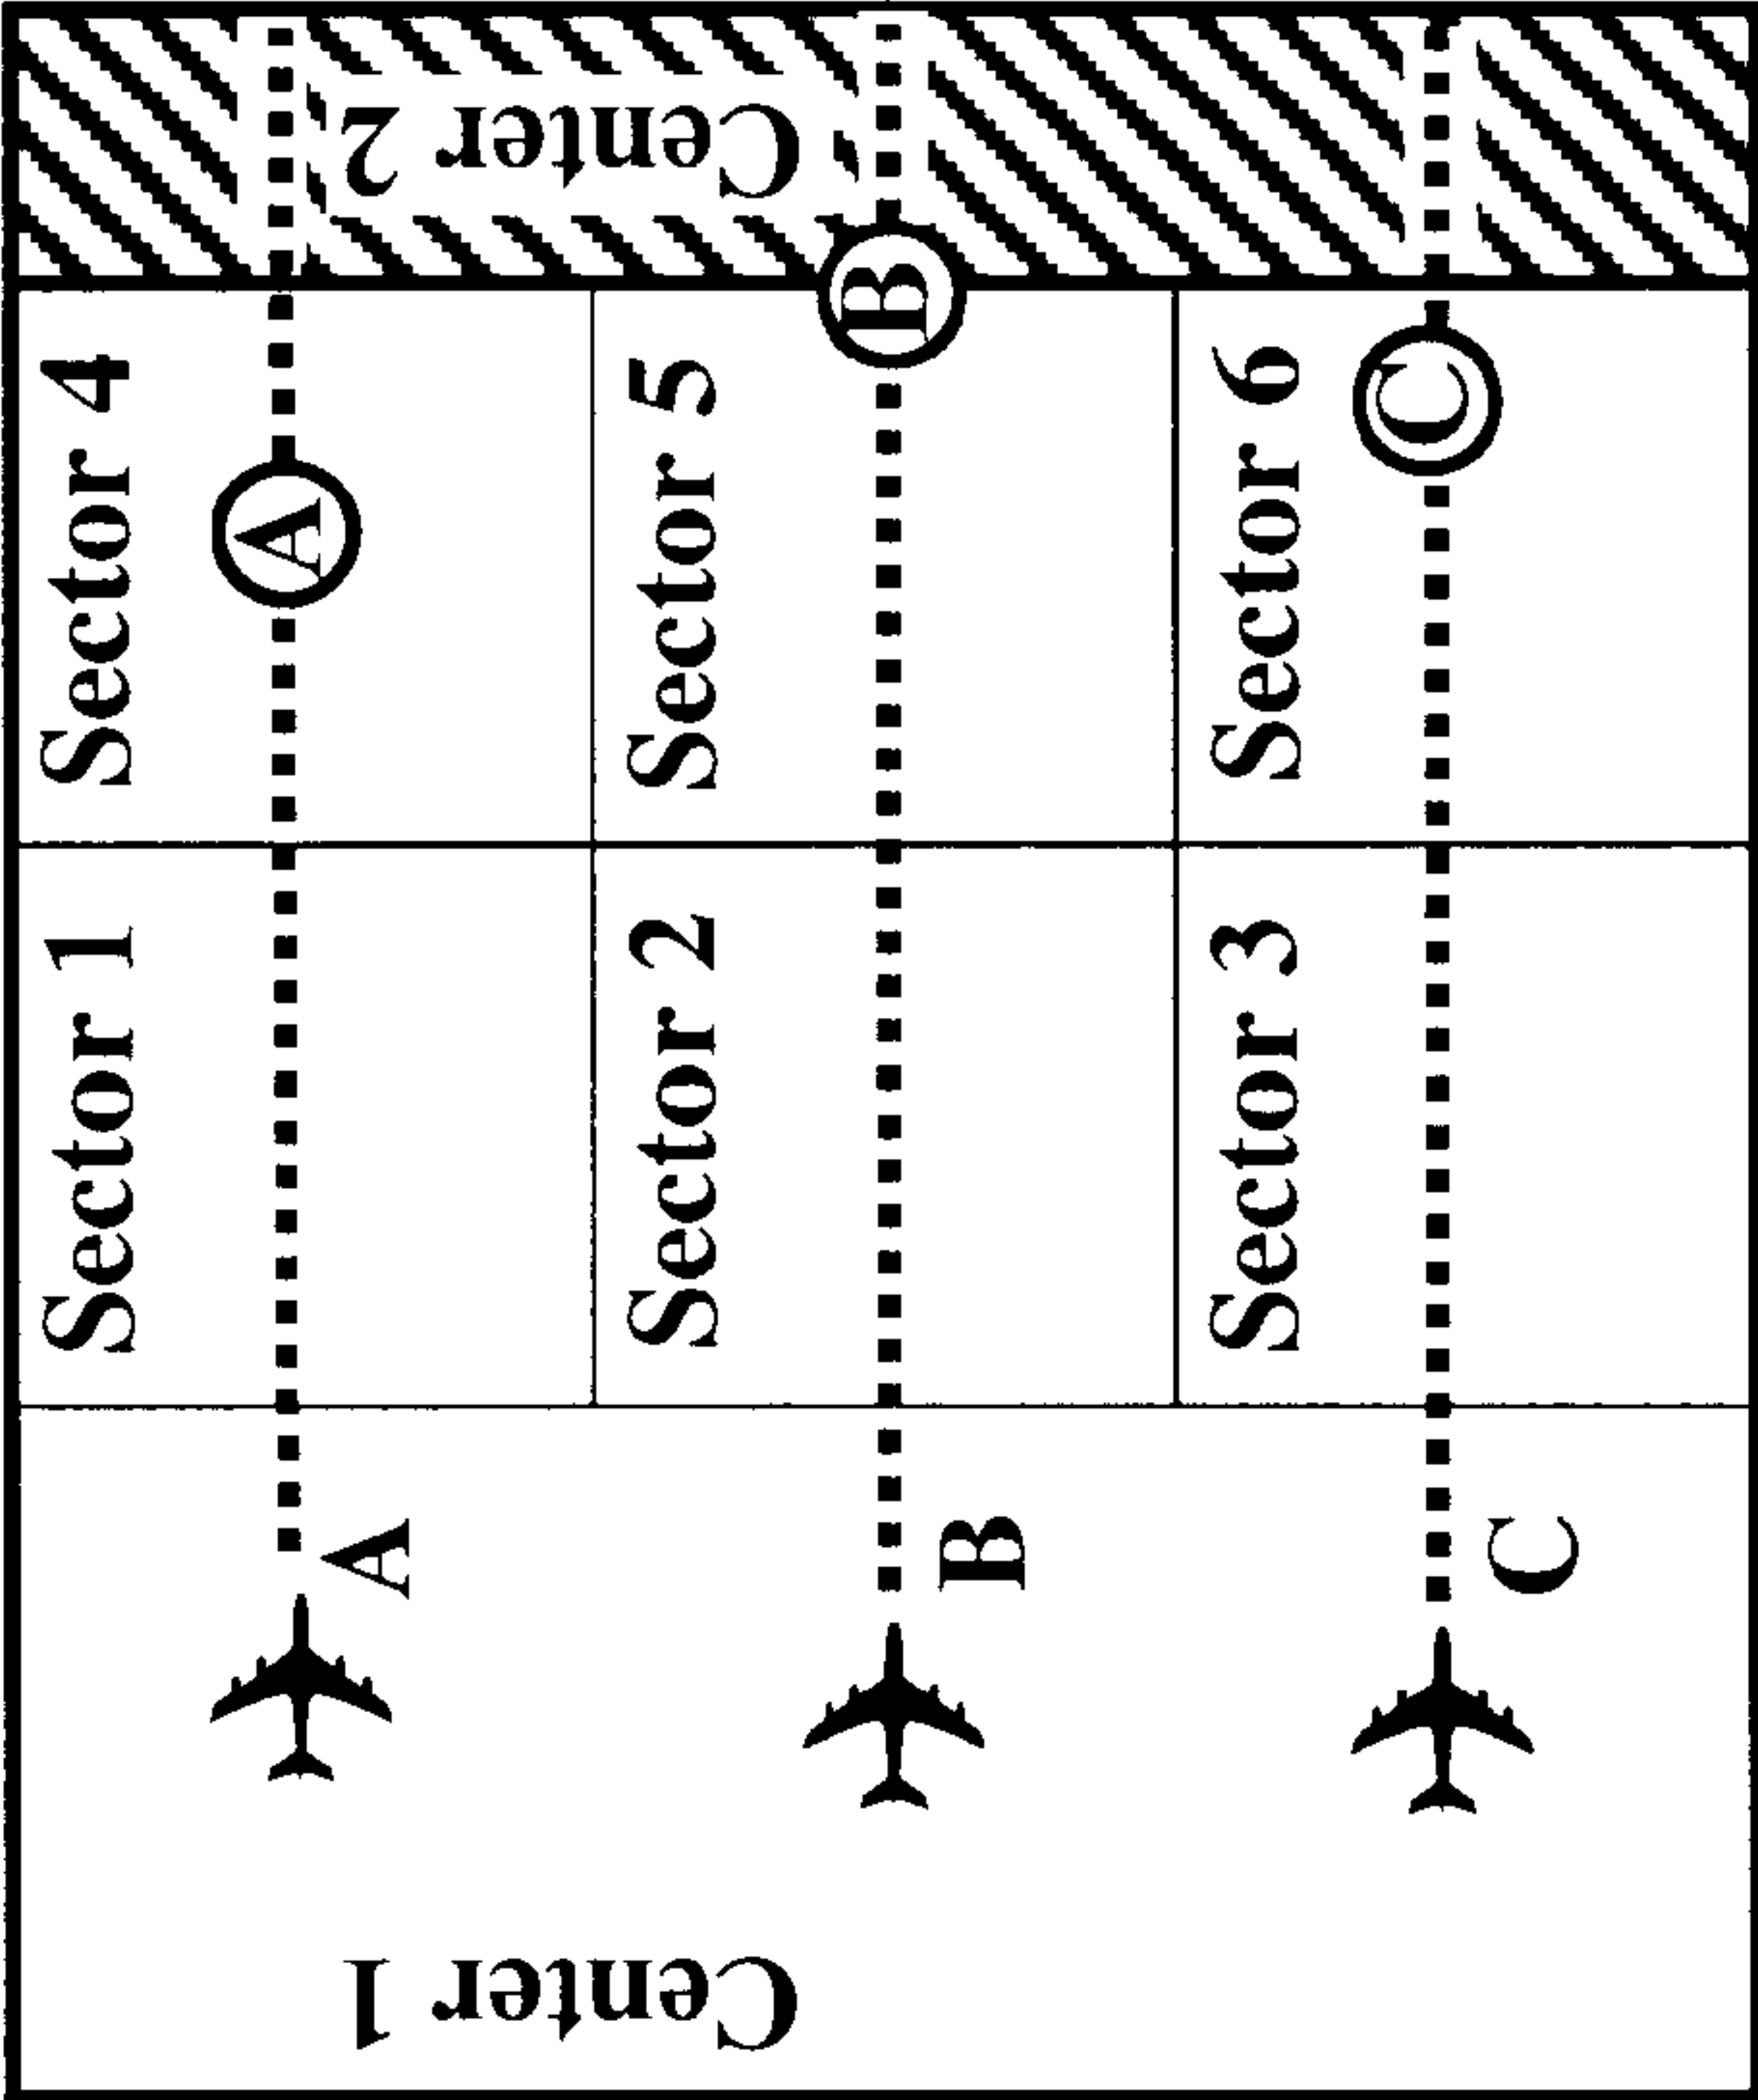 Sector 1
Sector 4
A
A
Sector 2
Sector 5
B
B
Sector 3
Sector 6
C
C
Center 1
Center 2